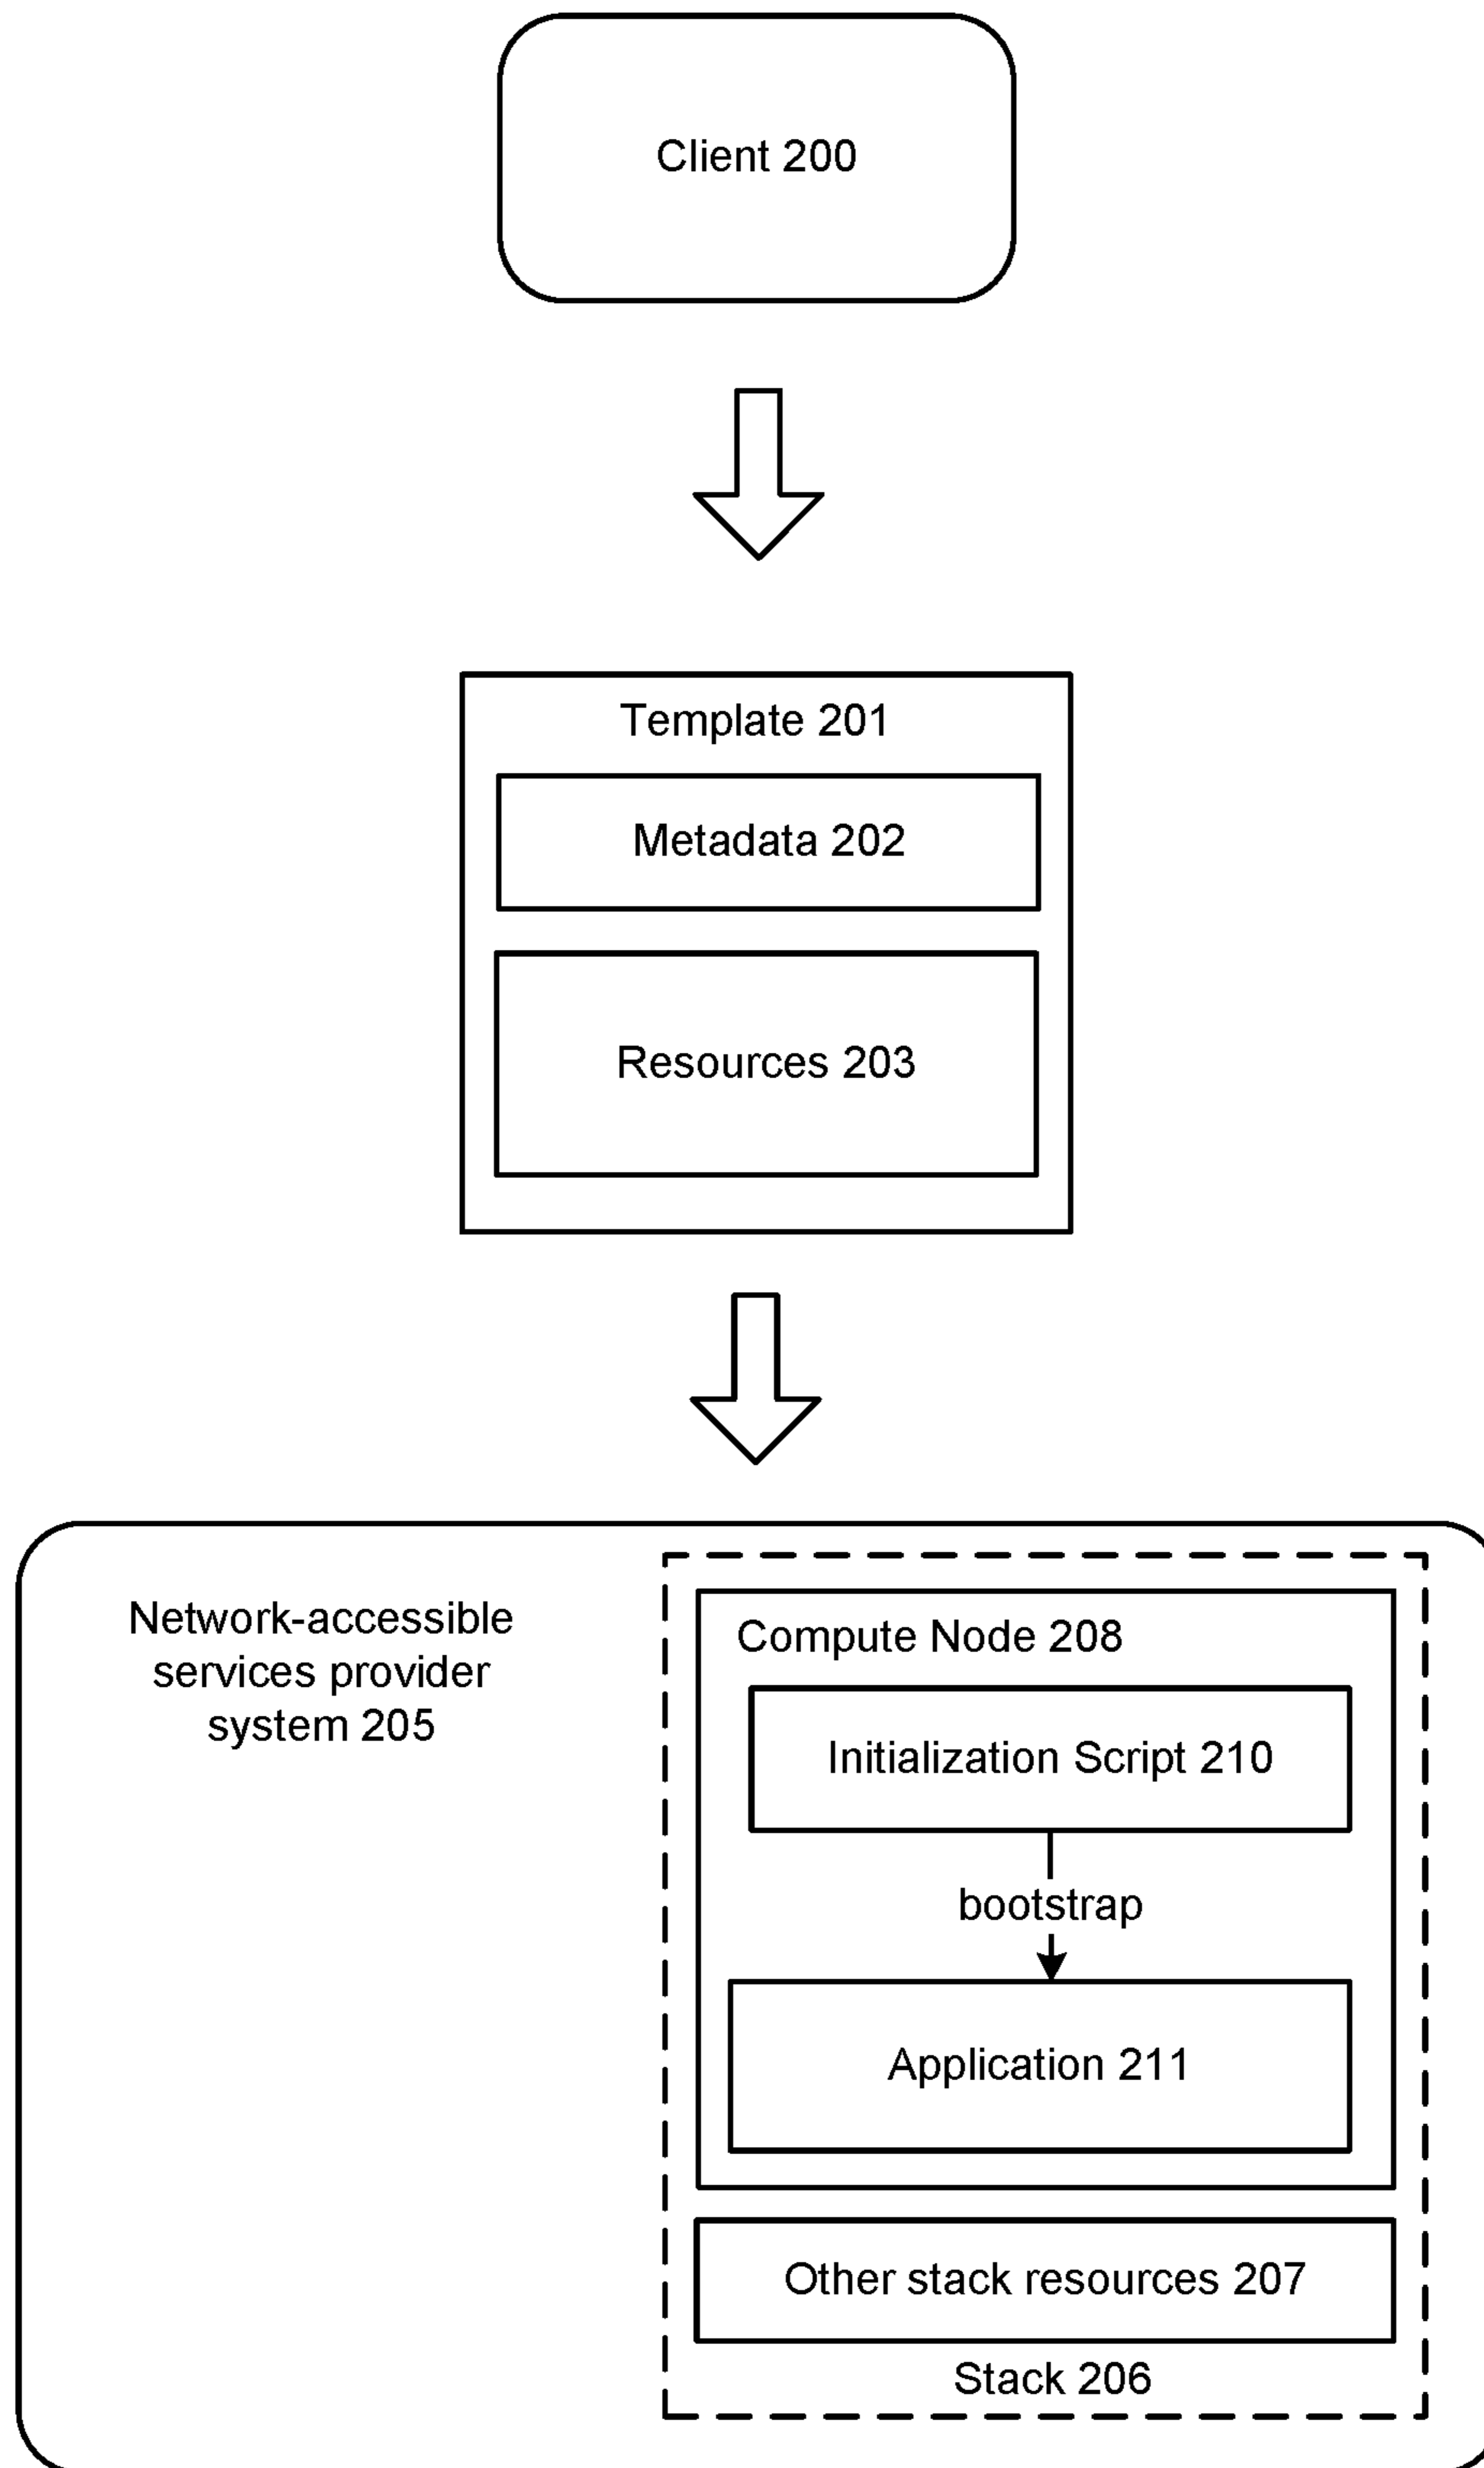 Client 200
Template 201
Metadata 202
Resources 203
Network-accessible
services provider
system 205
Compute Node 208
Initialization Script 210
bootstrap
Application 211
Other stack resources 207
Stack 206